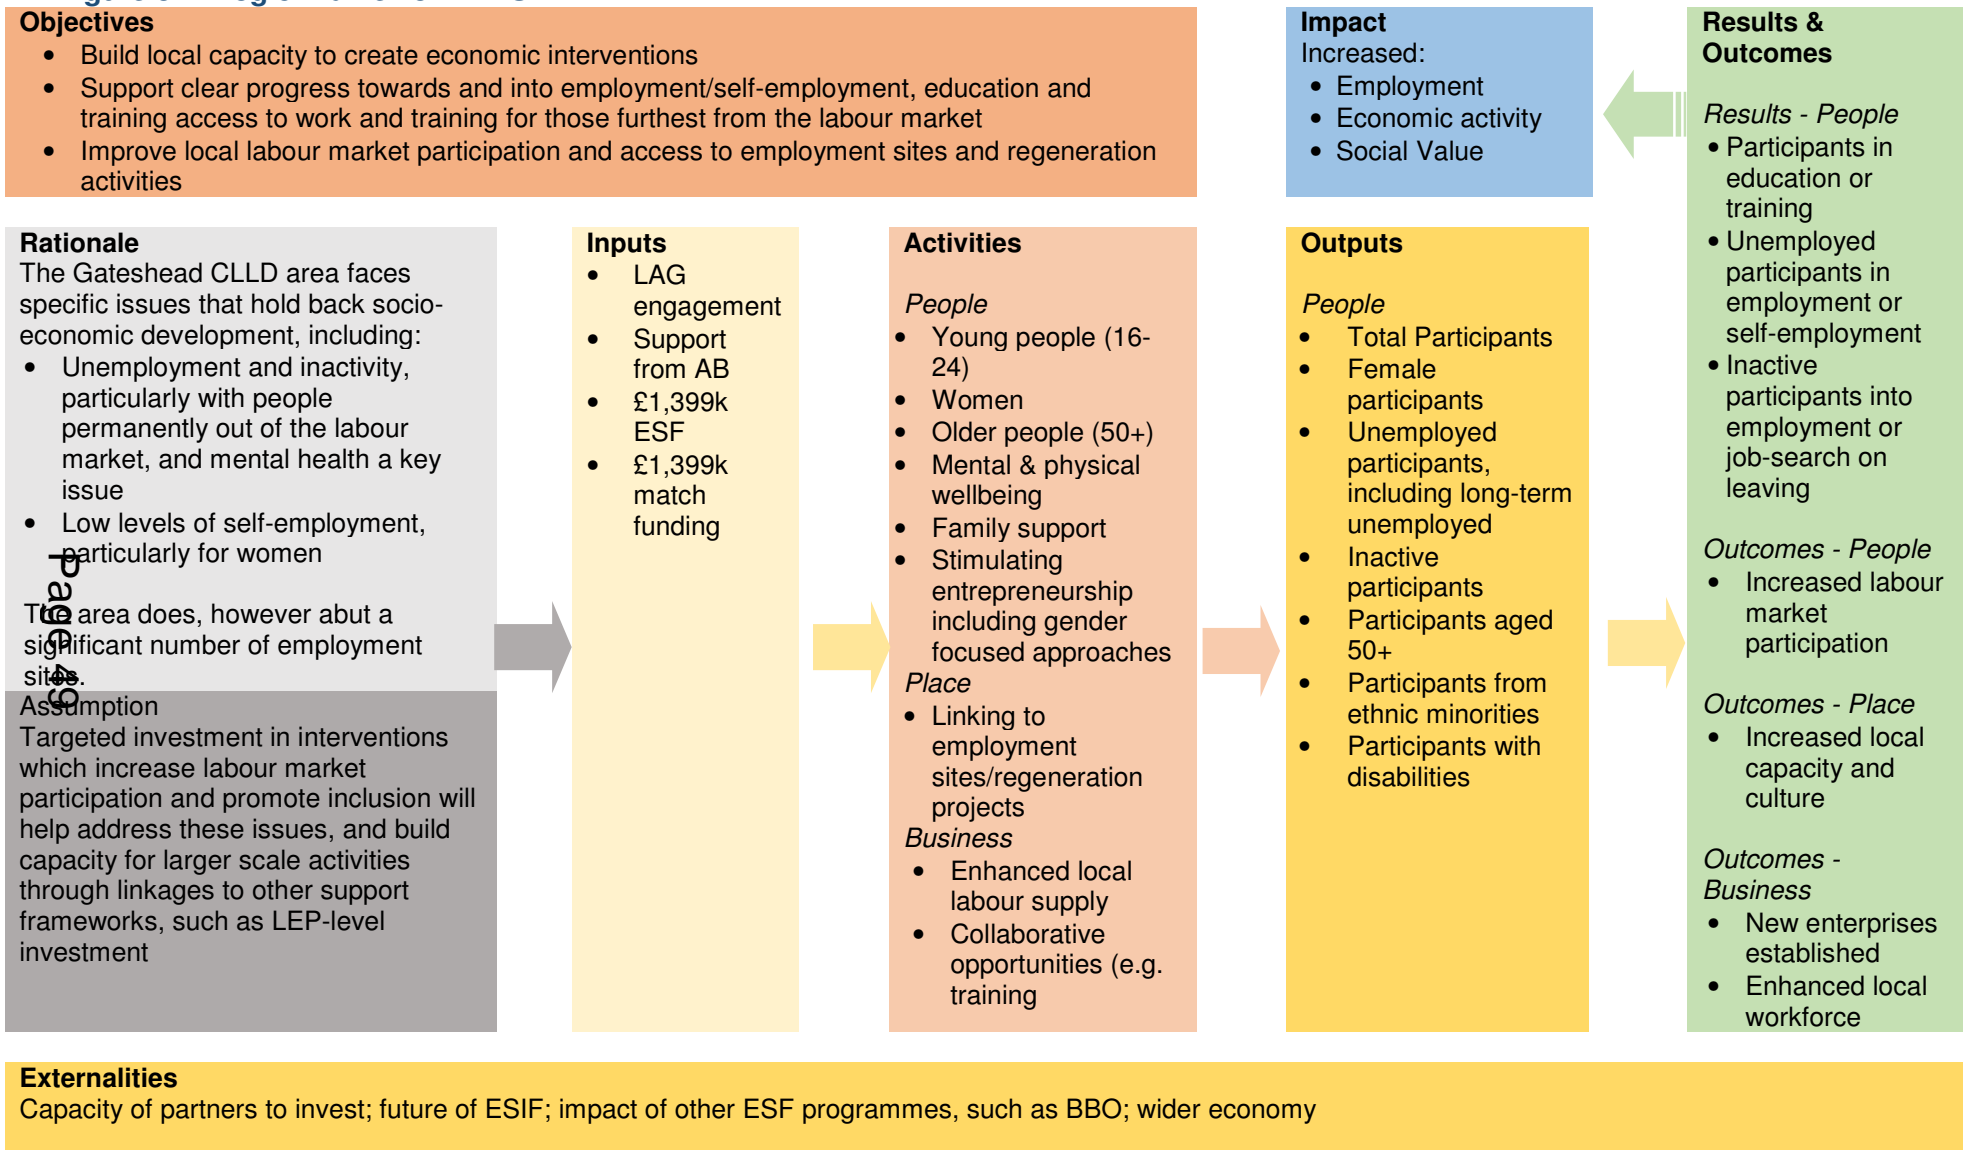 Objectives
• Build local capacity to create economic interventions
• Support clear progress towards and into employment/self-employment, education and
training access to work and training for those furthest from the labour market
• Improve local labour market participation and access to employment sites and regeneration
activities
Impact
Increased:
• Employment
• Economic activity
• Social Value
Rationale
The Gateshead CLLD area faces
specific issues that hold back socio-
economic development, including:
• Unemployment and inactivity,
particularly with people
permanently out of the labour
market, and mental health a key
issue
• Low levels of self-employment,
particularly for women
The area does, however abut a
significant number of employment
sites.
Page 49
Assumption
Targeted investment in interventions
which increase labour market
participation and promote inclusion will
help address these issues, and build
capacity for larger scale activities
through linkages to other support
frameworks, such as LEP-level
investment
Inputs
• LAG
engagement
• Support
from AB
• £1,399k
ESF
• £1,399k
match
funding
Activities
People
• Young people (16-
24)
• Women
• Older people (50+)
• Mental & physical
wellbeing
• Family support
• Stimulating
entrepreneurship
including gender
focused approaches
Place
• Linking to
employment
sites/regeneration
projects
Business
• Enhanced local
labour supply
• Collaborative
opportunities (e.g.
training
Outputs
People
• Total Participants
• Female
participants
• Unemployed
participants,
including long-term
unemployed
• Inactive
participants
• Participants aged
50+
• Participants from
ethnic minorities
• Participants with
disabilities
Results &
Outcomes
Results - People
• Participants in
education or
training
• Unemployed
participants in
employment or
self-employment
• Inactive
participants into
employment or
job-search on
leaving
Outcomes - People
• Increased labour
market
participation
Outcomes - Place
• Increased local
capacity and
culture
Outcomes -
Business
• New enterprises
established
• Enhanced local
workforce
Externalities
Capacity of partners to invest; future of ESIF; impact of other ESF programmes, such as BBO; wider economy